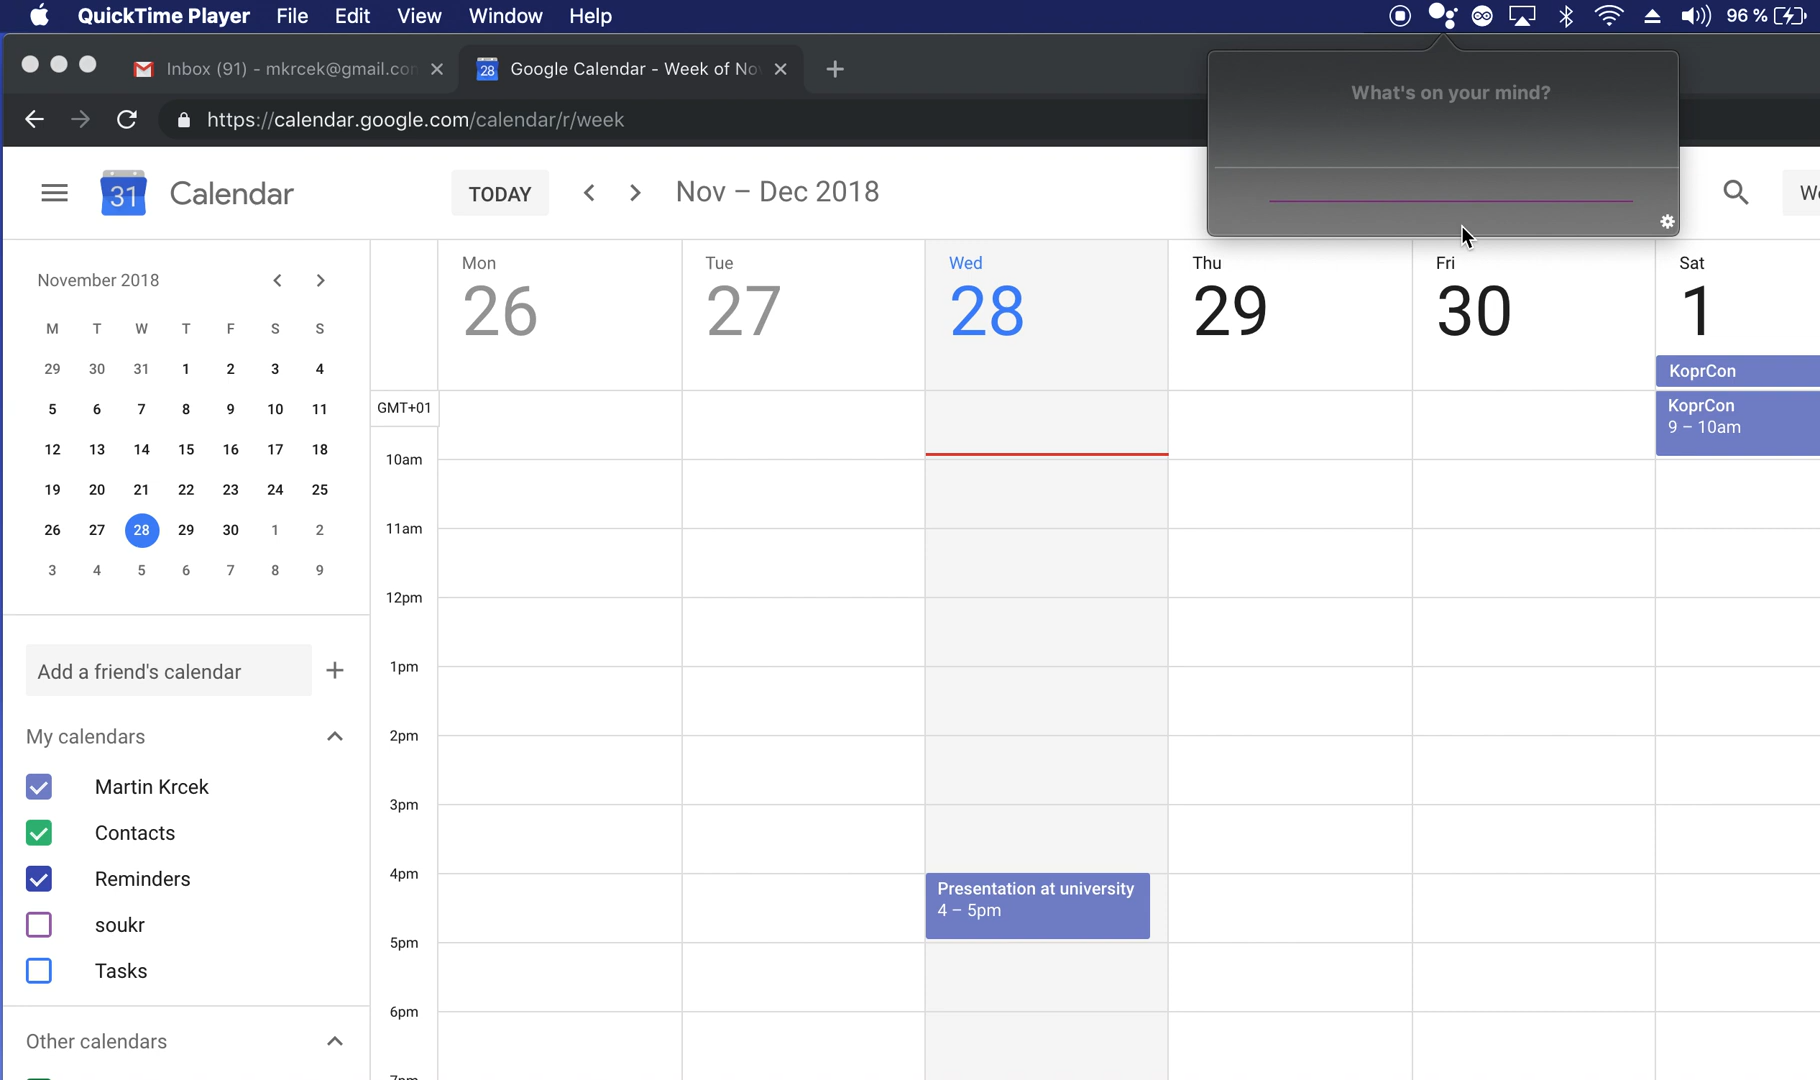 QuickTime Player File Edit View Window Help 96 %
Inbox (91) - mkrcek@gmail.con
28 Google Calendar - Week of No
https://calendar.google.com/calendar/r/week
What's on your mind?
31 Calendar
TODAY
Nov – Dec 2018
We
November 2018
M T W T F S S
29 30 31 1 2 3 4
5 6 7 8 9 10 11
12 13 14 15 16 17 18
19 20 21 22 23 24 25
26 27 28 29 30 1 2
3 4 5 6 7 8 9
Add a friend's calendar
My calendars
Martin Krcek
Contacts
Reminders
soukr
Tasks
Other calendars
Mon Tue Wed Thu Fri Sat
26 27 28 29 30 1
KoprCon
GMT+01
KoprCon
9 – 10am
10am
11am
12pm
1pm
2pm
3pm
4pm
Presentation at university
4 – 5pm
5pm
6pm
7pm